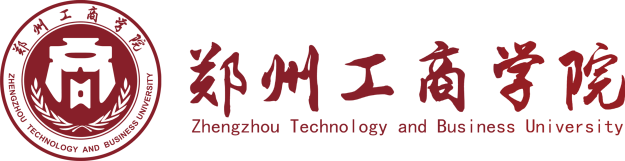 郑州工商学院
ZHENGZHOU TECHNOLOGY AND BUSINESS UNIVERSITY
郑州工商学院
Zhengzhou Technology and Business University